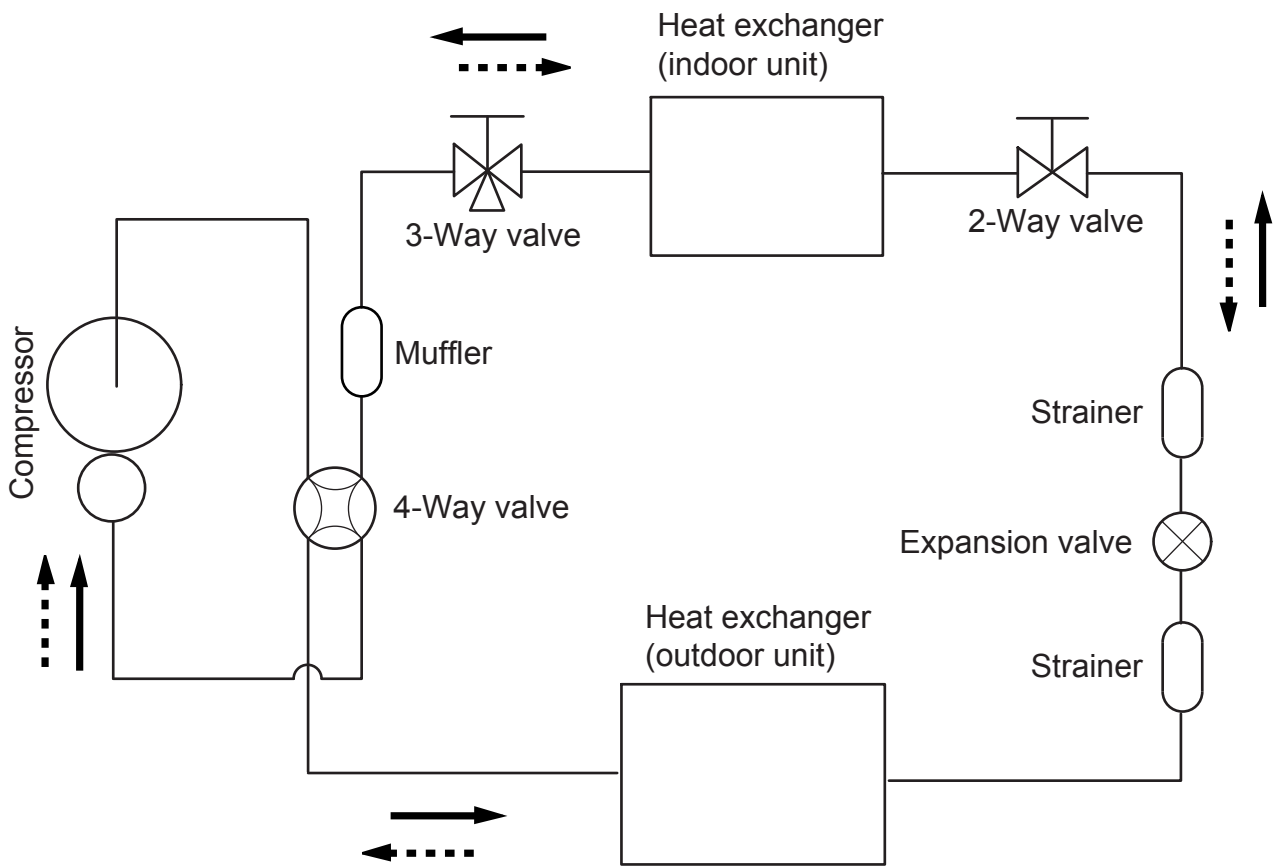 Heat exchanger
(indoor unit)
3-Way valve
2-Way valve
Compressor
Muffler
Strainer
4-Way valve
Expansion valve
Heat exchanger
(outdoor unit)
Strainer